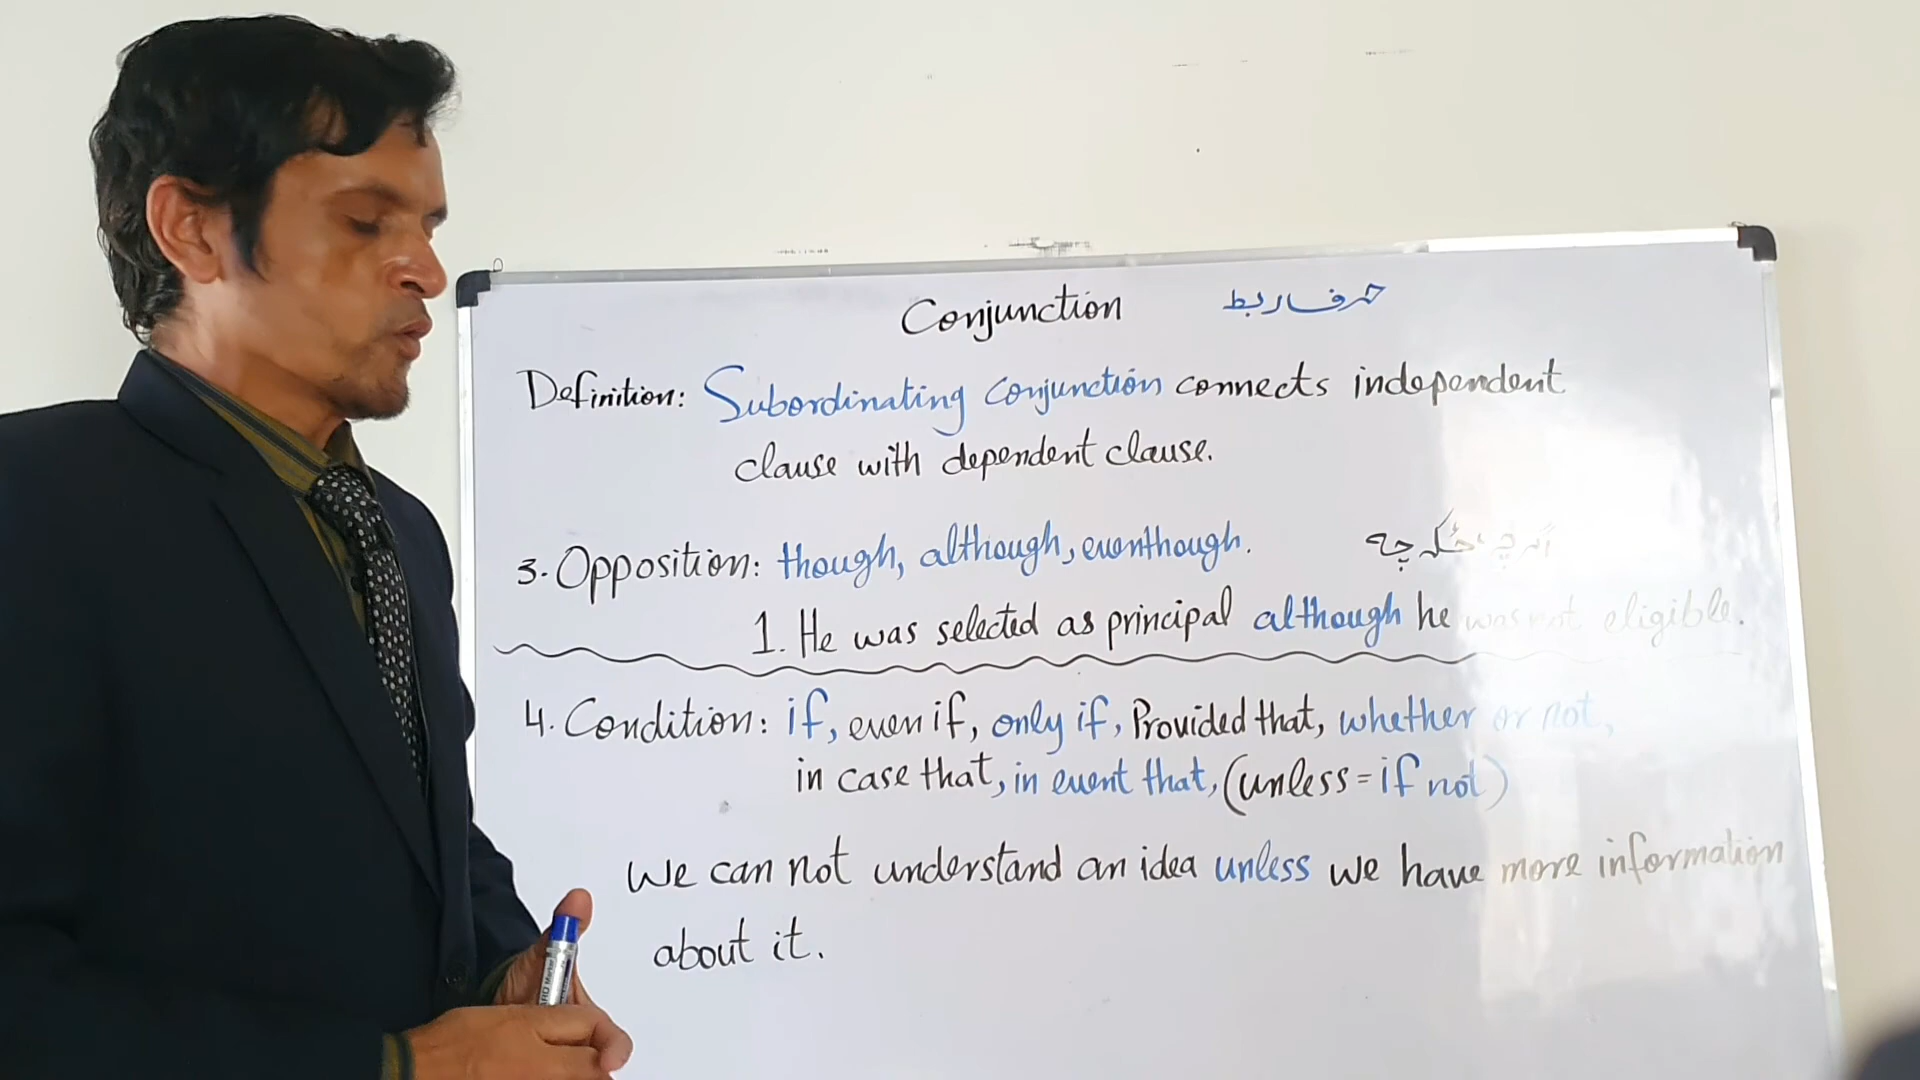 Conjunction حرف ربط
Definition: Subordinating Conjunction connects independent
clause with dependent clause.
3. Opposition: though, although, eventhough.
1. He was selected as principal although he was not eligible.
4. Condition: if, even if, only if, Provided that, whether or not,
in case that, in event that, (unless = if not)
We can not understand an idea unless we have more information
about it.